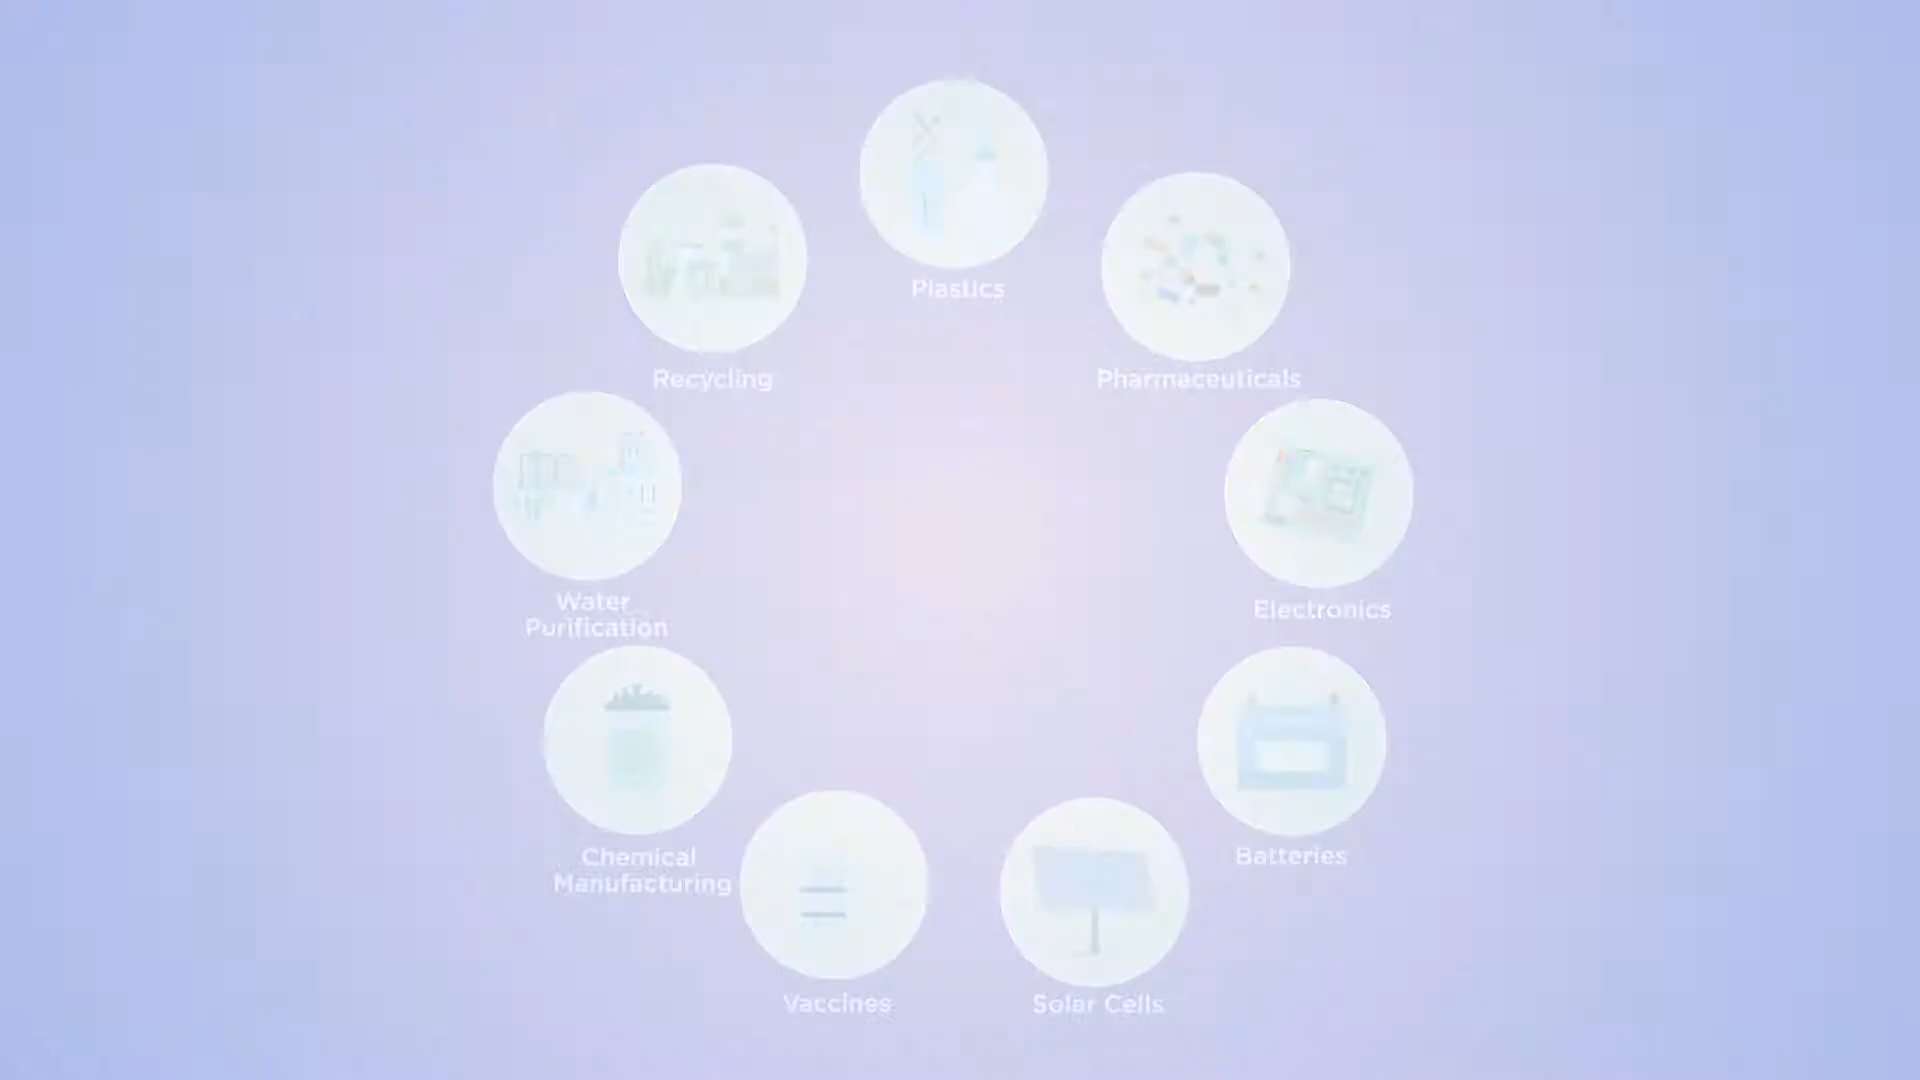 Plastics
Recycling
Pharmaceuticals
Water
Purification
Electronics
Chemical
Manufacturing
Batteries
Vaccines
Solar Cells